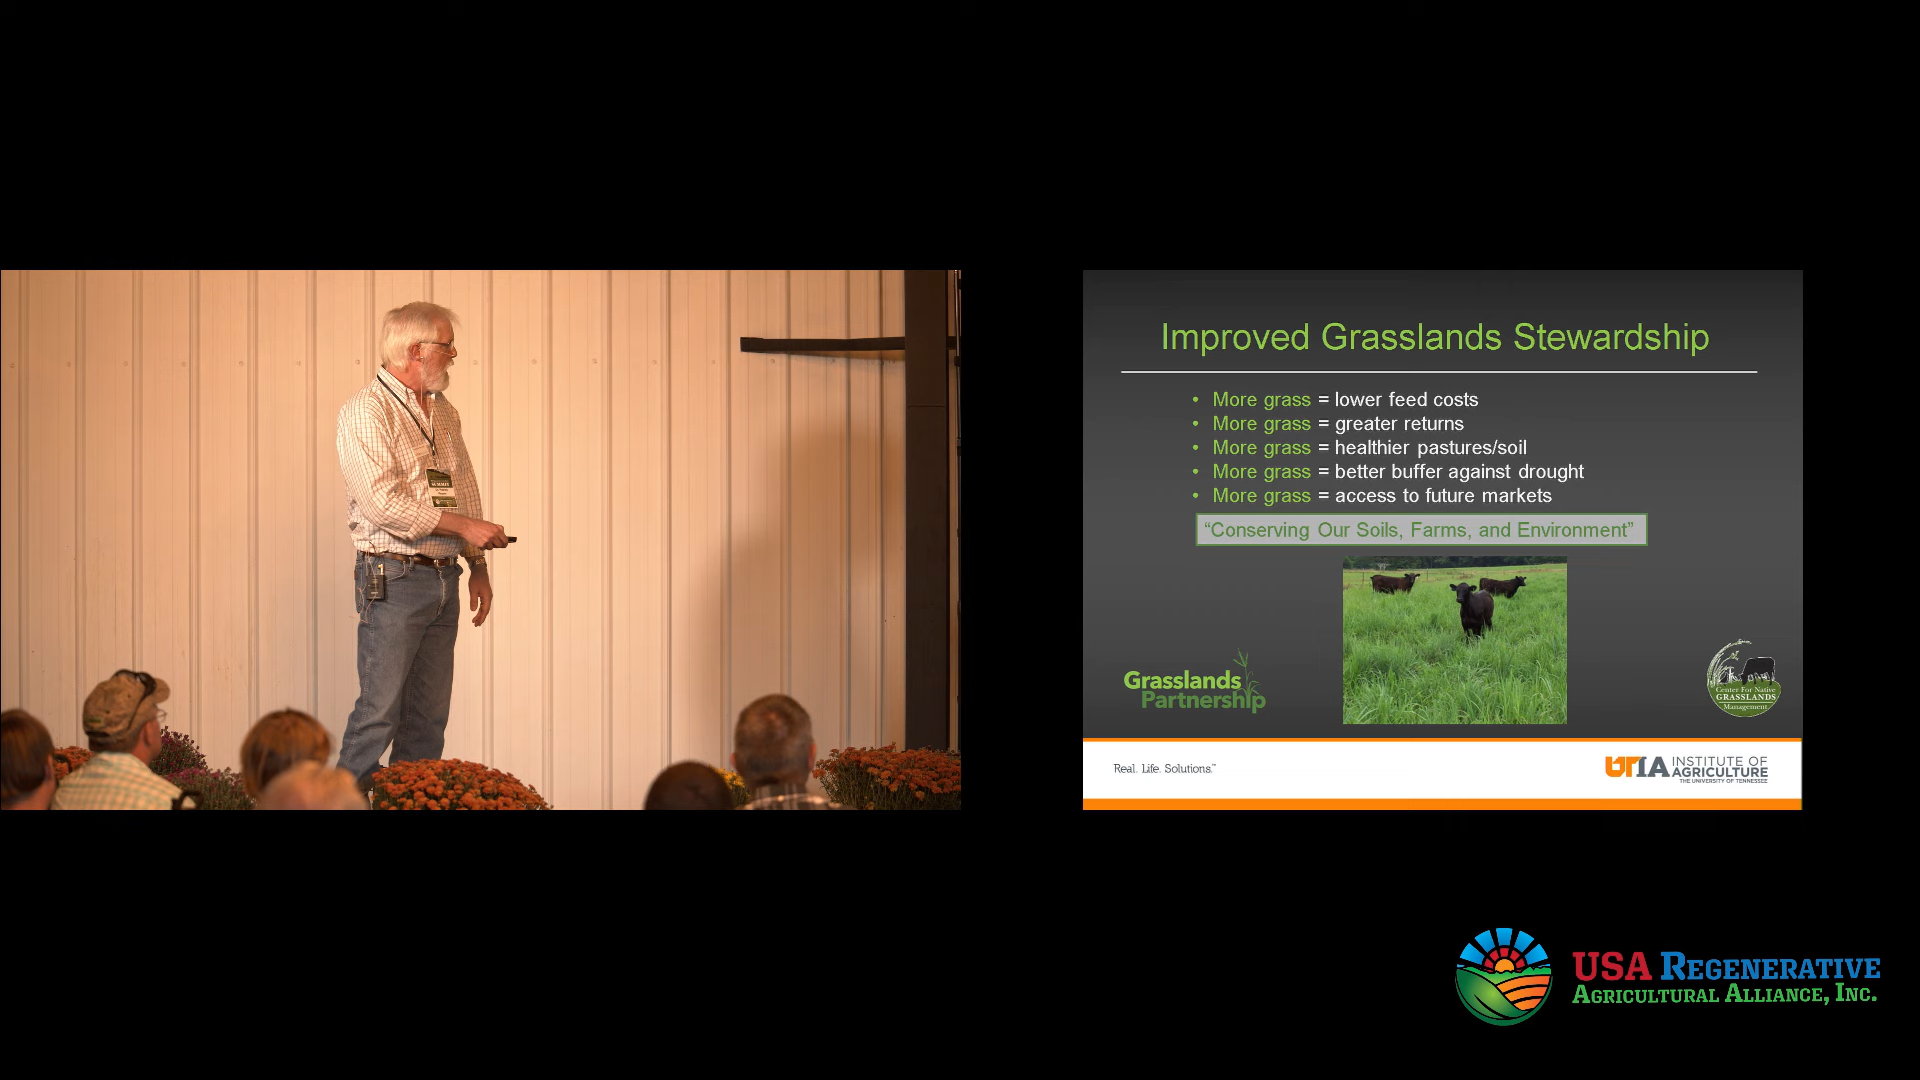 Improved Grasslands Stewardship
• More grass = lower feed costs
• More grass = greater returns
• More grass = healthier pastures/soil
• More grass = better buffer against drought
• More grass = access to future markets
“Conserving Our Soils, Farms, and Environment”
Grasslands
Partnership
Center For Native
GRASSLANDS
Management
Real. Life. Solutions.™
UTIA INSTITUTE OF
AGRICULTURE
THE UNIVERSITY OF TENNESSEE
SUMMIT
USA REGENERATIVE
AGRICULTURAL ALLIANCE, INC.